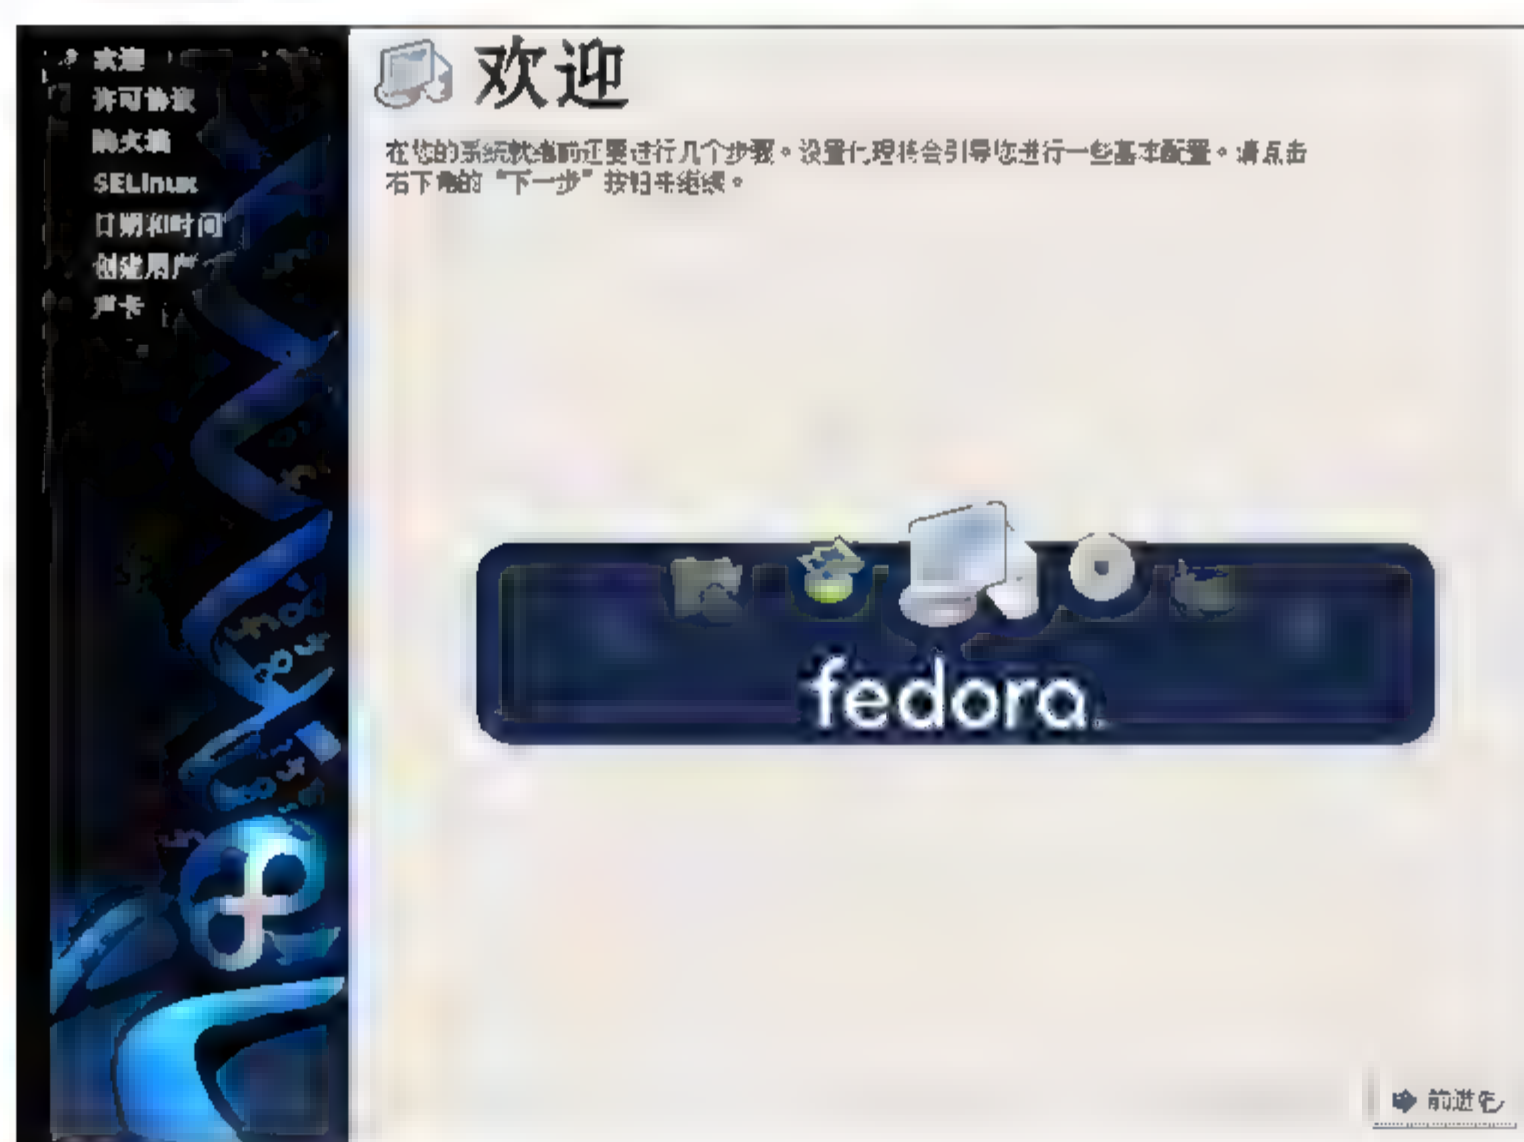 欢迎
许可协议
防火墙
SELinux
日期和时间
创建用户
声卡
欢迎
在您的系统就绪前还要进行几个步骤。设置代理将会引导您进行一些基本配置。请点击
右下角的“下一步”按钮来继续。
fedora
前进